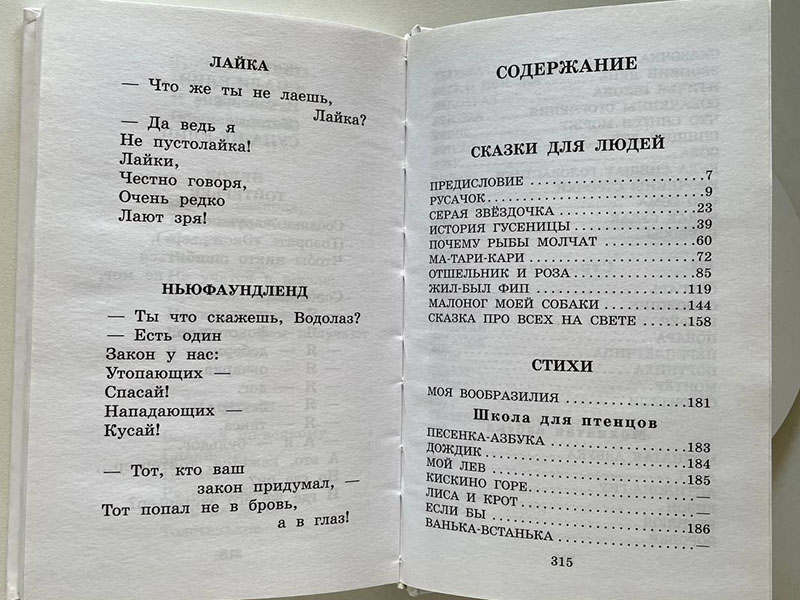 ЛАЙКА
— Что же ты не лаешь,
Лайка?
— Да ведь я
Не пустолайка!
Лайки,
Честно говоря,
Очень редко
Лают зря!
НЬЮФАУНДЛЕНД
— Ты что скажешь, Водолаз?
— Есть один
Закон у нас:
Утопающих —
Спасай!
Нападающих —
Кусай!
— Тот, кто ваш
закон придумал, —
Тот попал не в бровь,
а в глаз!
СОДЕРЖАНИЕ
СКАЗКИ ДЛЯ ЛЮДЕЙ
ПРЕДИСЛОВИЕ ..................7
РУСАЧОК ..................9
СЕРАЯ ЗВЁЗДОЧКА ..................23
ИСТОРИЯ ГУСЕНИЦЫ ..................39
ПОЧЕМУ РЫБЫ МОЛЧАТ ..................60
МА-ТАРИ-КАРИ ..................72
ОТШЕЛЬНИК И РОЗА ..................85
ЖИЛ-БЫЛ ФИП ..................119
МАЛОНОГ МОЕЙ СОБАКИ ..................144
СКАЗКА ПРО ВСЕХ НА СВЕТЕ ......158
СТИХИ
МОЯ ВООБРАЗИЛИЯ ..................181
Школа для птенцов
ПЕСЕНКА-АЗБУКА ..................183
ДОЖДИК ..................184
МОЙ ЛЕВ ..................185
КИСКИНО ГОРЕ ..................—
ЛИСА И КРОТ ..................—
ЕСЛИ БЫ ..................186
ВАНЬКА-ВСТАНЬКА ..................—
315